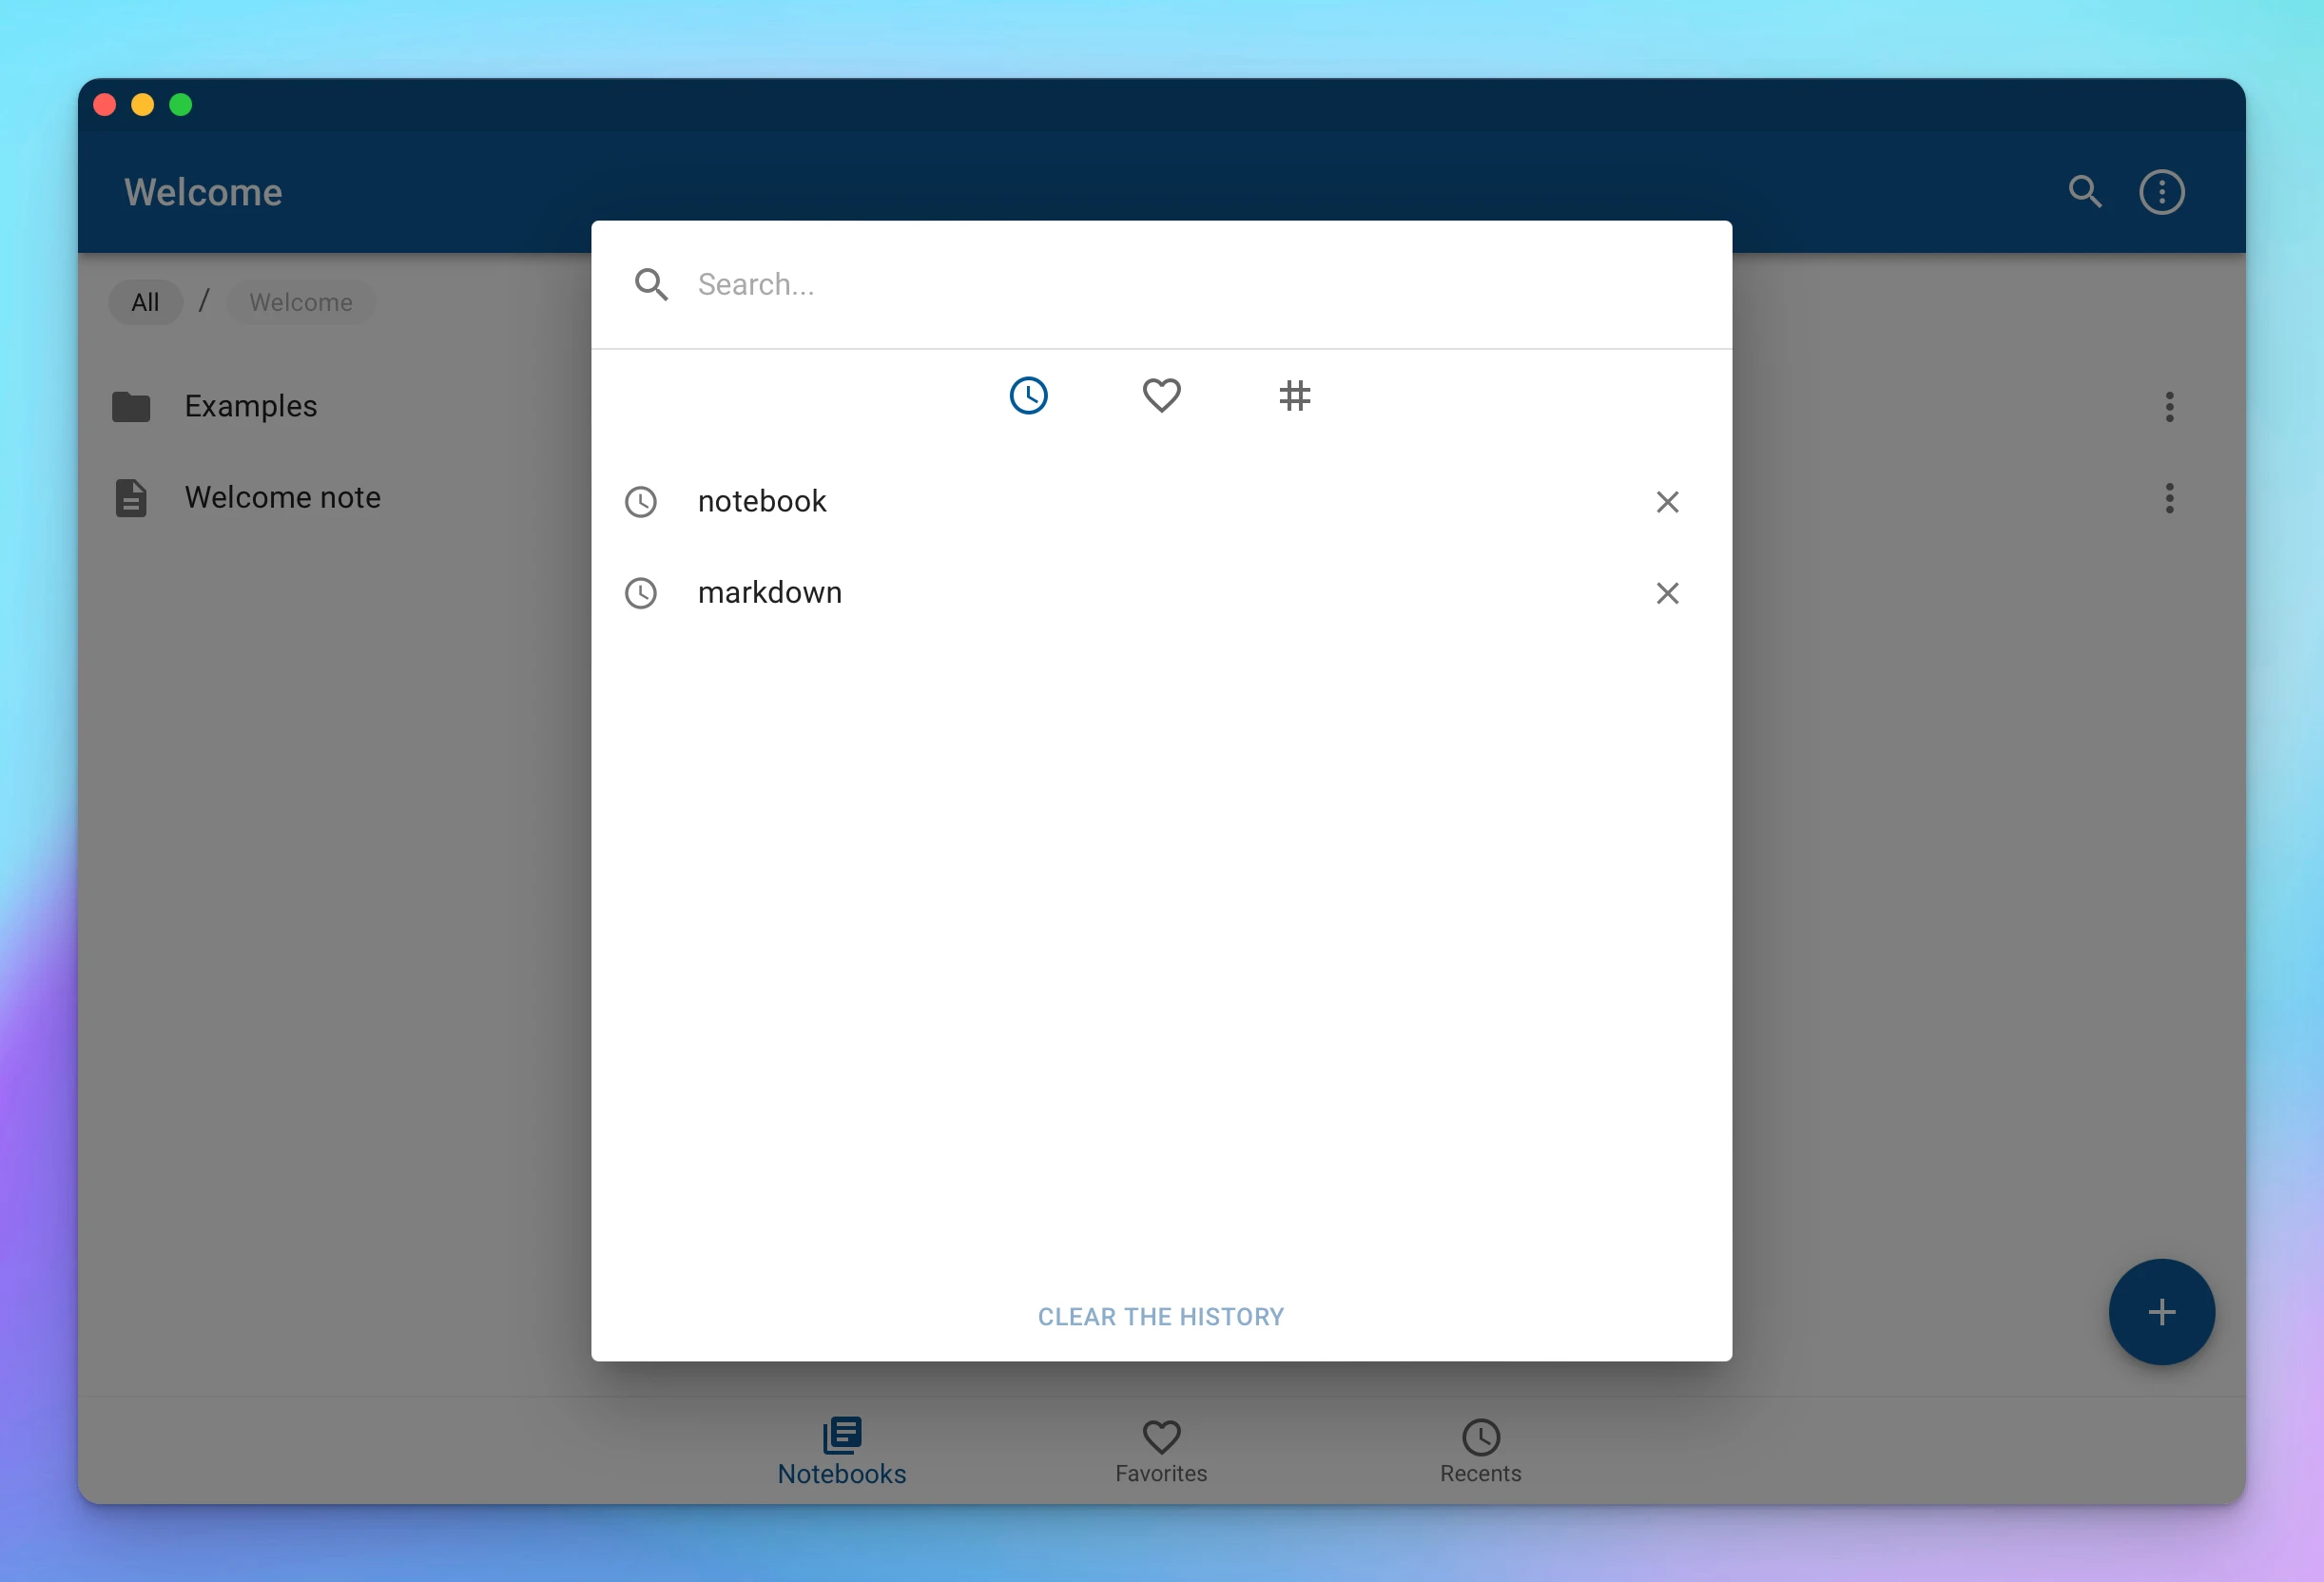 Welcome
Search...
All / Welcome
Examples
Welcome note
notebook
markdown
CLEAR THE HISTORY
Notebooks
Favorites
Recents